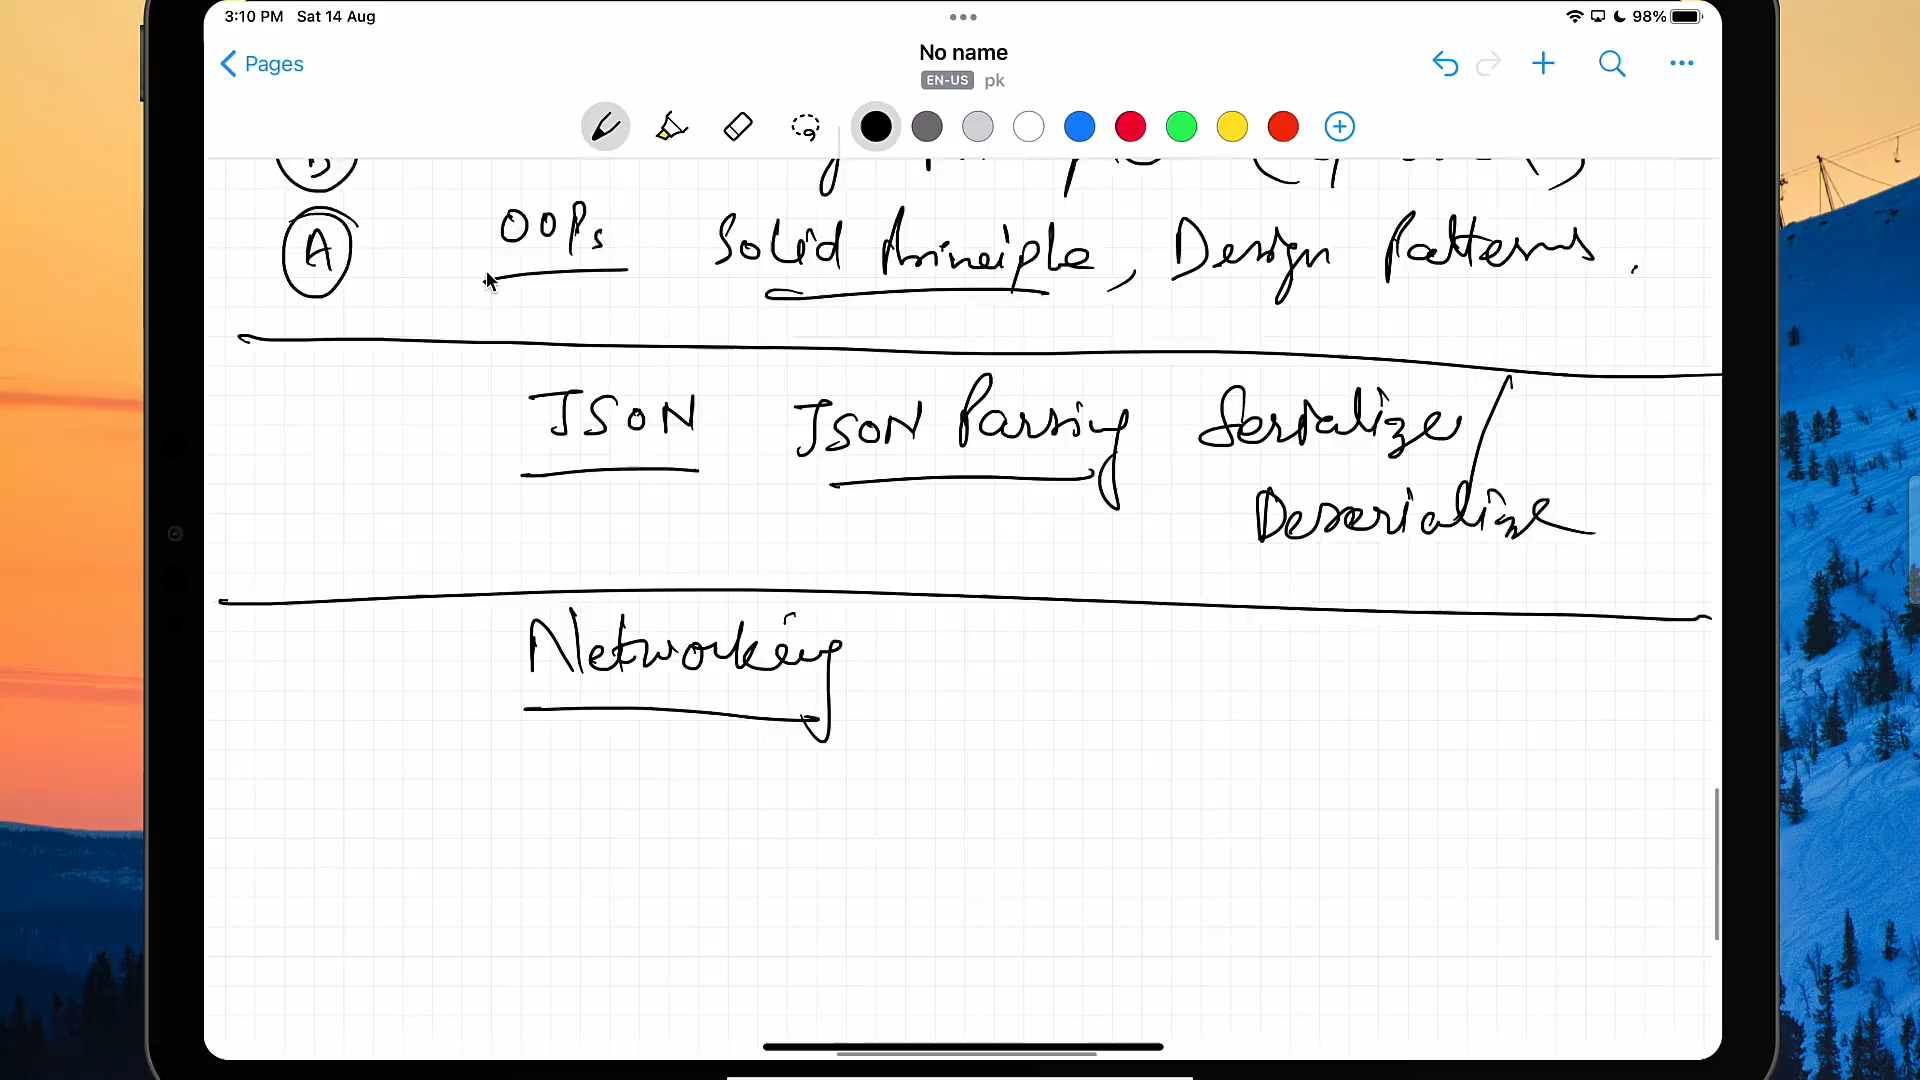 3:10 PM Sat 14 Aug
98%
Pages
No name
EN-US pk
B
A OOPs Solid Principle, Design Patterns.
JSON JSON Parsing Serialize/
Deserialize
Networking